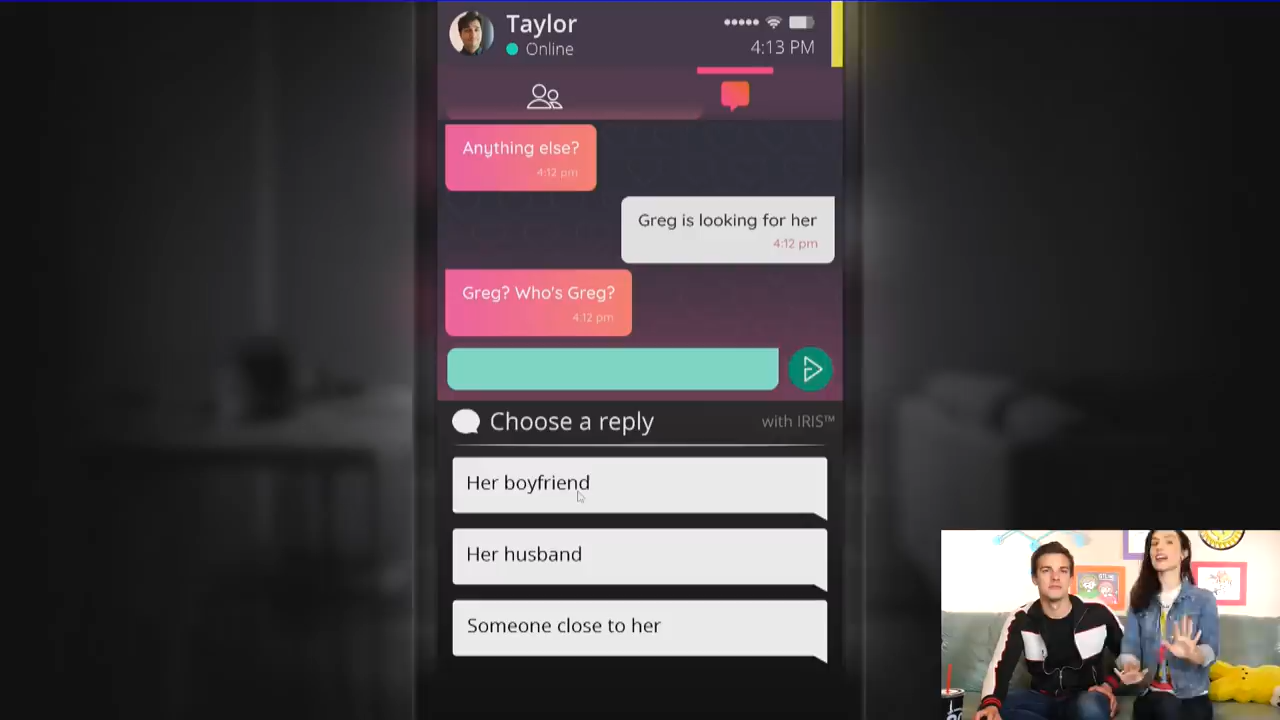 Taylor
Online
4:13 PM
Anything else?
4:12 pm
Greg is looking for her
4:12 pm
Greg? Who's Greg?
4:12 pm
Choose a reply
with IRIS™
Her boyfriend
Her husband
Someone close to her